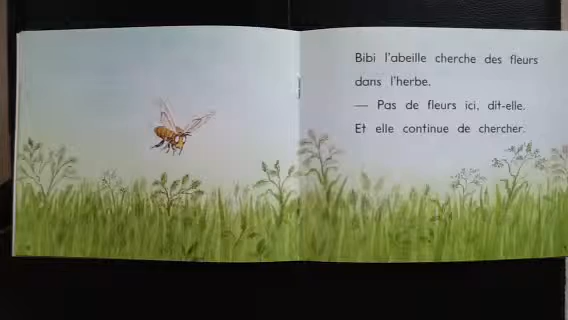 Bibi l'abeille cherche des fleurs
dans l'herbe.
— Pas de fleurs ici, dit-elle.
Et elle continue de chercher.